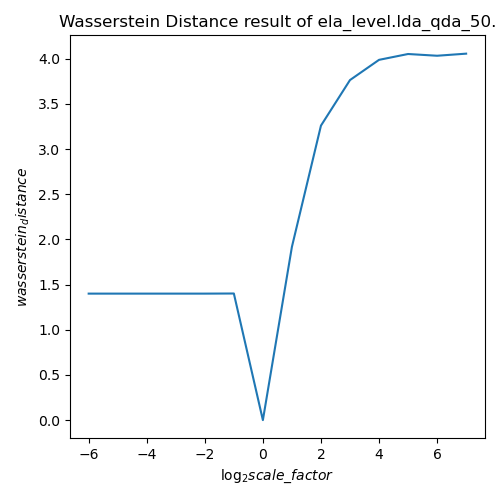 Wasserstein Distance result of ela_level.lda_qda_50.
4.0
3.5
3.0
2.5
2.0
1.5
1.0
0.5
0.0
wasserstein_distance
−6 −4 −2 0 2 4 6
log₂scale_factor